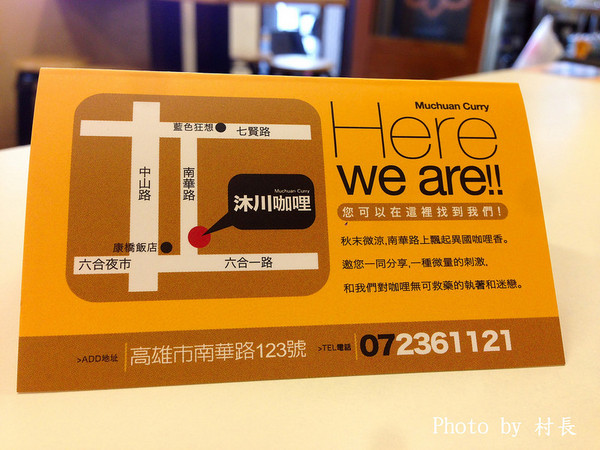 Muchuan Curry
Here
we are!!
您可以在這裡找到我們!
秋末微涼,南華路上飄起異國咖哩香。
邀您一同分享,一種微量的刺激,
和我們對咖哩無可救藥的執著和迷戀。
藍色狂想
七賢路
中山路
南華路
Muchuan Curry
沐川咖哩
康橋飯店
六合夜市
六合一路
>ADD地址
高雄市南華路123號
>TEL電話
072361121
Photo by 村長